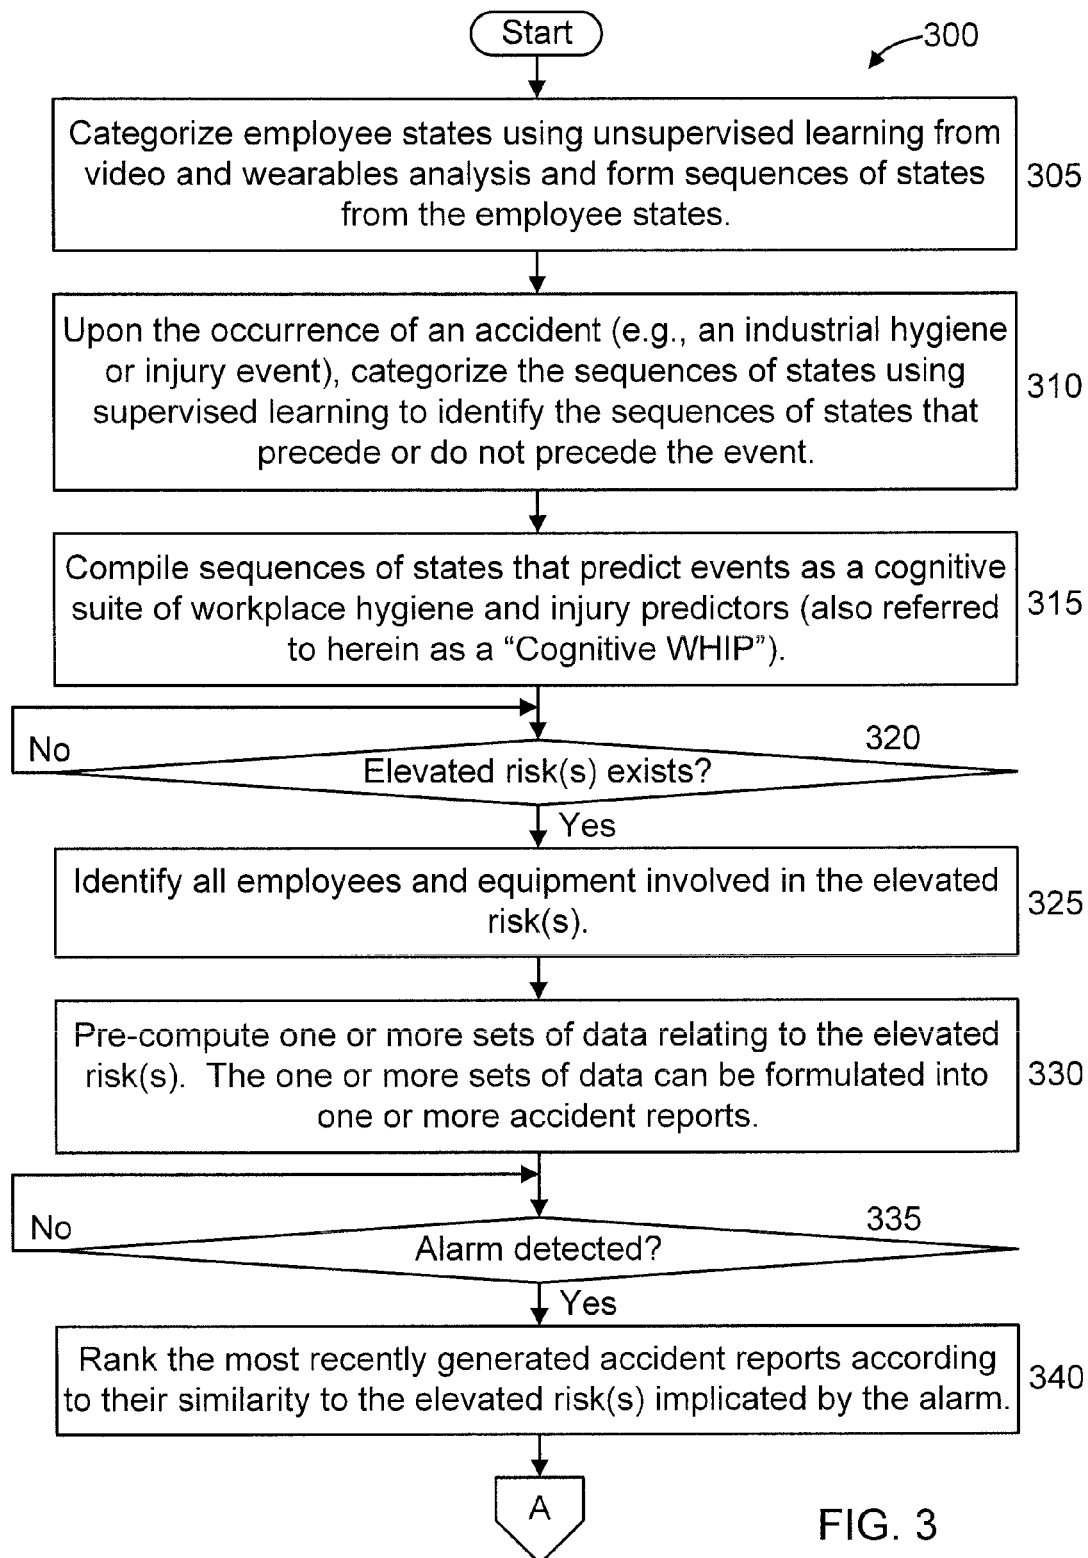 Start
300
Categorize employee states using unsupervised learning from
video and wearables analysis and form sequences of states
from the employee states.
305
Upon the occurrence of an accident (e.g., an industrial hygiene
or injury event), categorize the sequences of states using
supervised learning to identify the sequences of states that
precede or do not precede the event.
310
Compile sequences of states that predict events as a cognitive
suite of workplace hygiene and injury predictors (also referred
to herein as a “Cognitive WHIP”).
315
No
320
Elevated risk(s) exists?
Yes
Identify all employees and equipment involved in the elevated
risk(s).
325
Pre-compute one or more sets of data relating to the elevated
risk(s).  The one or more sets of data can be formulated into
one or more accident reports.
330
No
335
Alarm detected?
Yes
Rank the most recently generated accident reports according
to their similarity to the elevated risk(s) implicated by the alarm.
340
A
FIG. 3